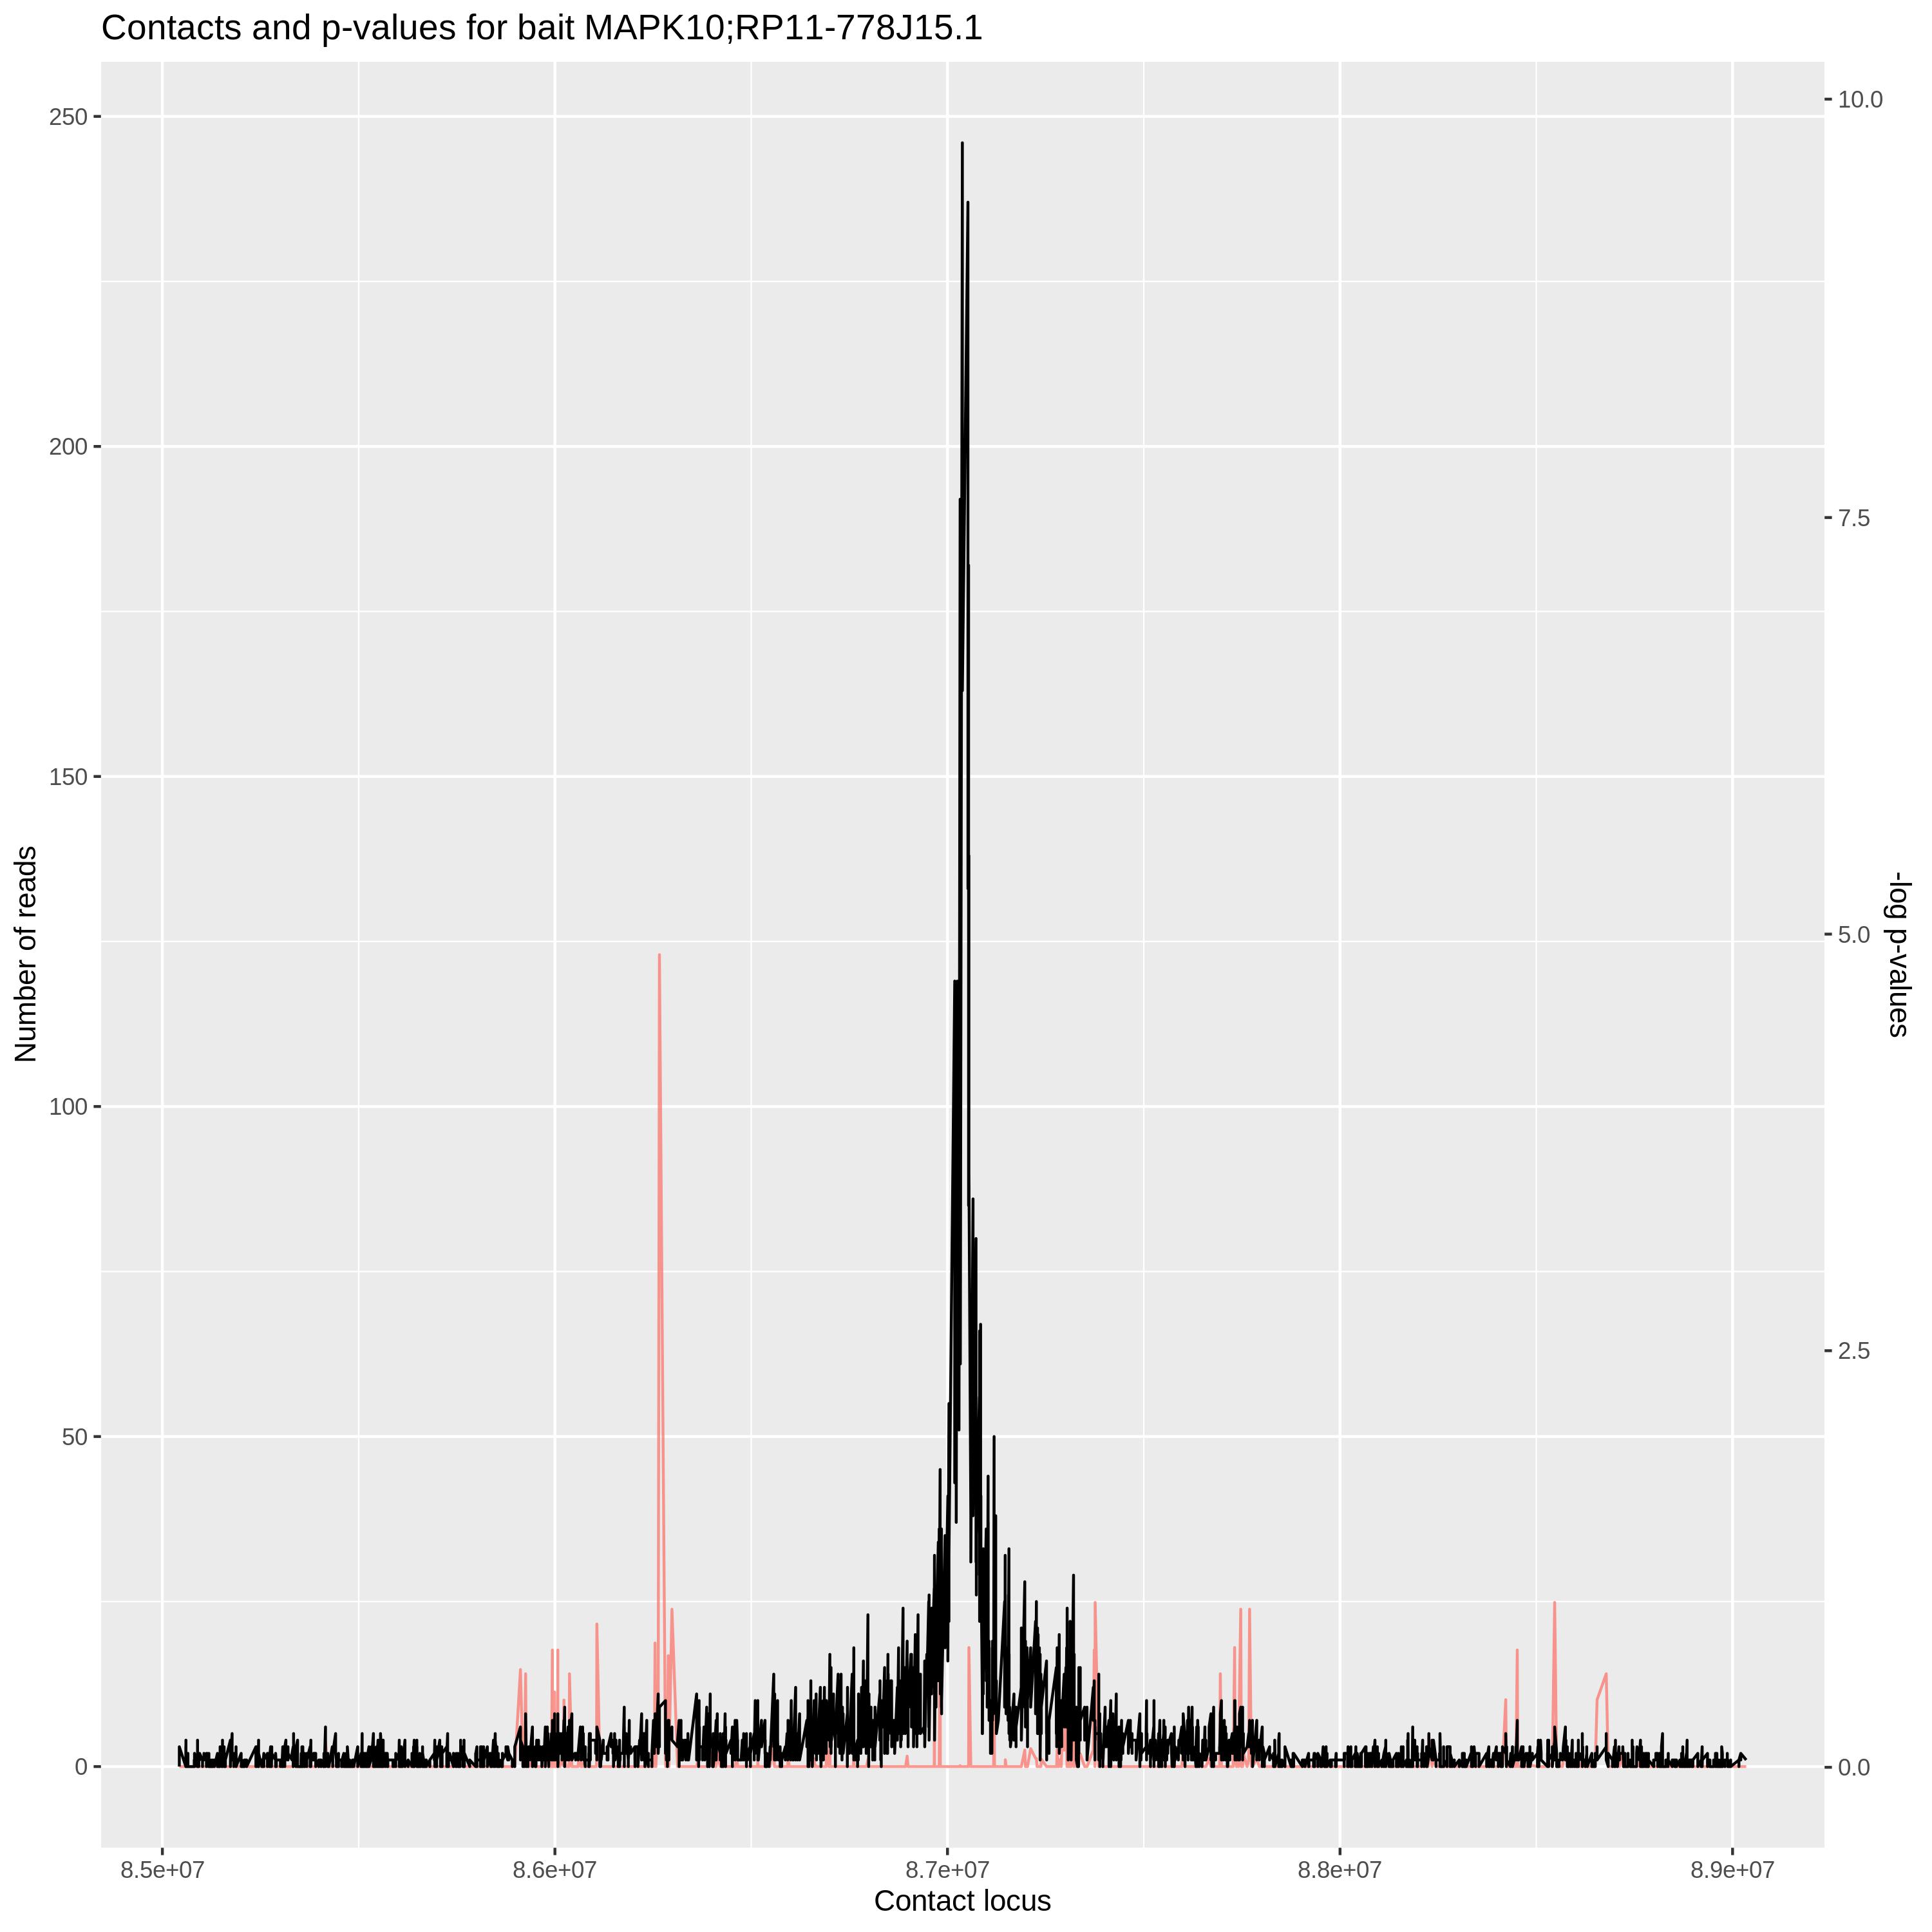 Contacts and p-values for bait MAPK10;RP11-778J15.1
250
200
150
100
50
0
Number of reads
10.0
7.5
5.0
2.5
0.0
-log p-values
8.5e+07
8.6e+07
8.7e+07
8.8e+07
8.9e+07
Contact locus